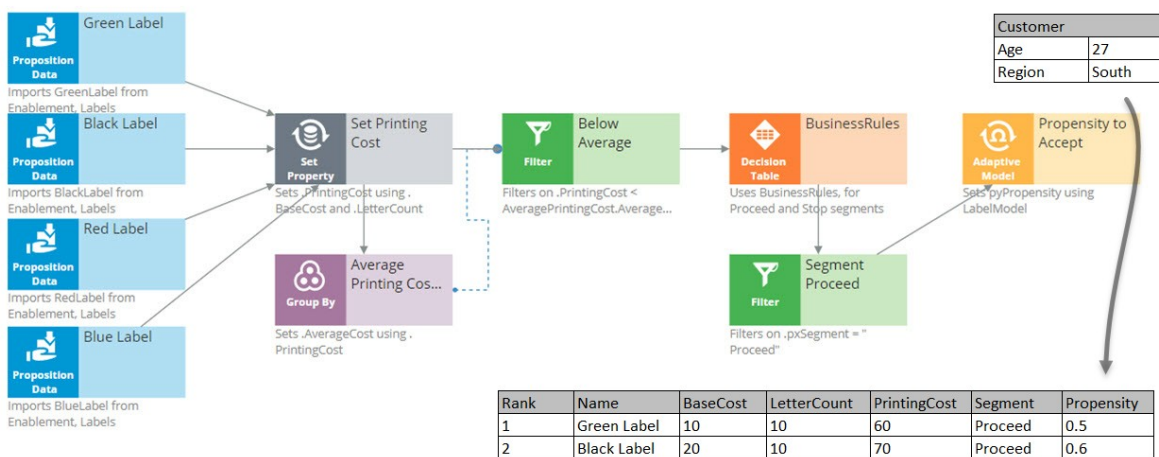 Green Label
Proposition
Data
Imports GreenLabel from
Enablement, Labels
Black Label
Proposition
Data
Imports BlackLabel from
Enablement, Labels
Red Label
Proposition
Data
Imports RedLabel from
Enablement, Labels
Blue Label
Proposition
Data
Imports BlueLabel from
Enablement, Labels
Set Printing
Cost
Set
Property
Sets .PrintingCost using .
BaseCost and .LetterCount
Average
Printing Cos...
Group By
Sets .AverageCost using .
PrintingCost
Below
Average
Filter
Filters on .PrintingCost <
AveragePrintingCost.Average...
BusinessRules
Decision
Table
Uses BusinessRules, for
Proceed and Stop segments
Segment
Proceed
Filter
Filters on .pxSegment = "
Proceed"
Propensity to
Accept
Adaptive
Model
Sets pyPropensity using
LabelModel
Customer
Age 27
Region South
Rank Name BaseCost LetterCount PrintingCost Segment Propensity
1 Green Label 10 10 60 Proceed 0.5
2 Black Label 20 10 70 Proceed 0.6